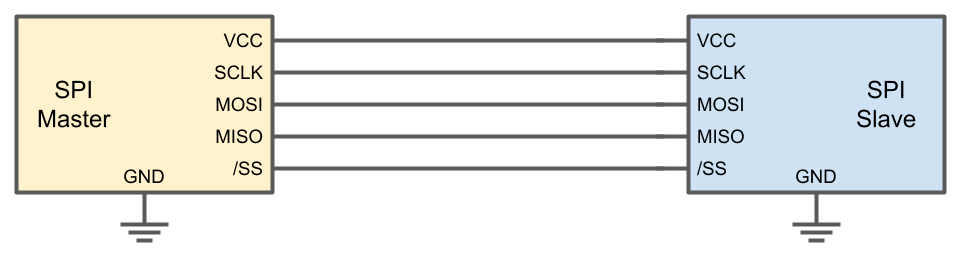 SPI
Master
VCC
SCLK
MOSI
MISO
/SS
GND
VCC
SCLK
MOSI
MISO
/SS
GND
SPI
Slave